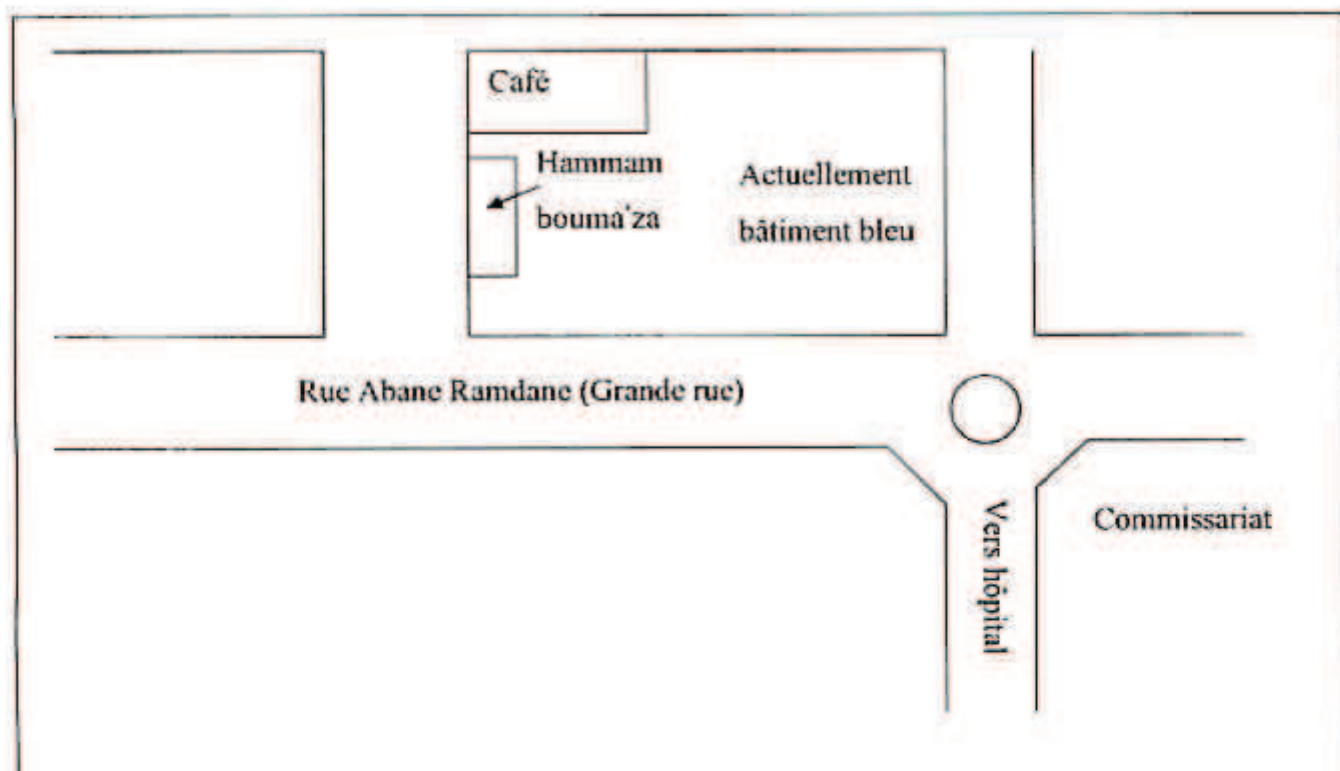 Café
Hammam
bouma'za
Actuellement
bâtiment bleu
Rue Abane Ramdane (Grande rue)
Vers hôpital
Commissariat